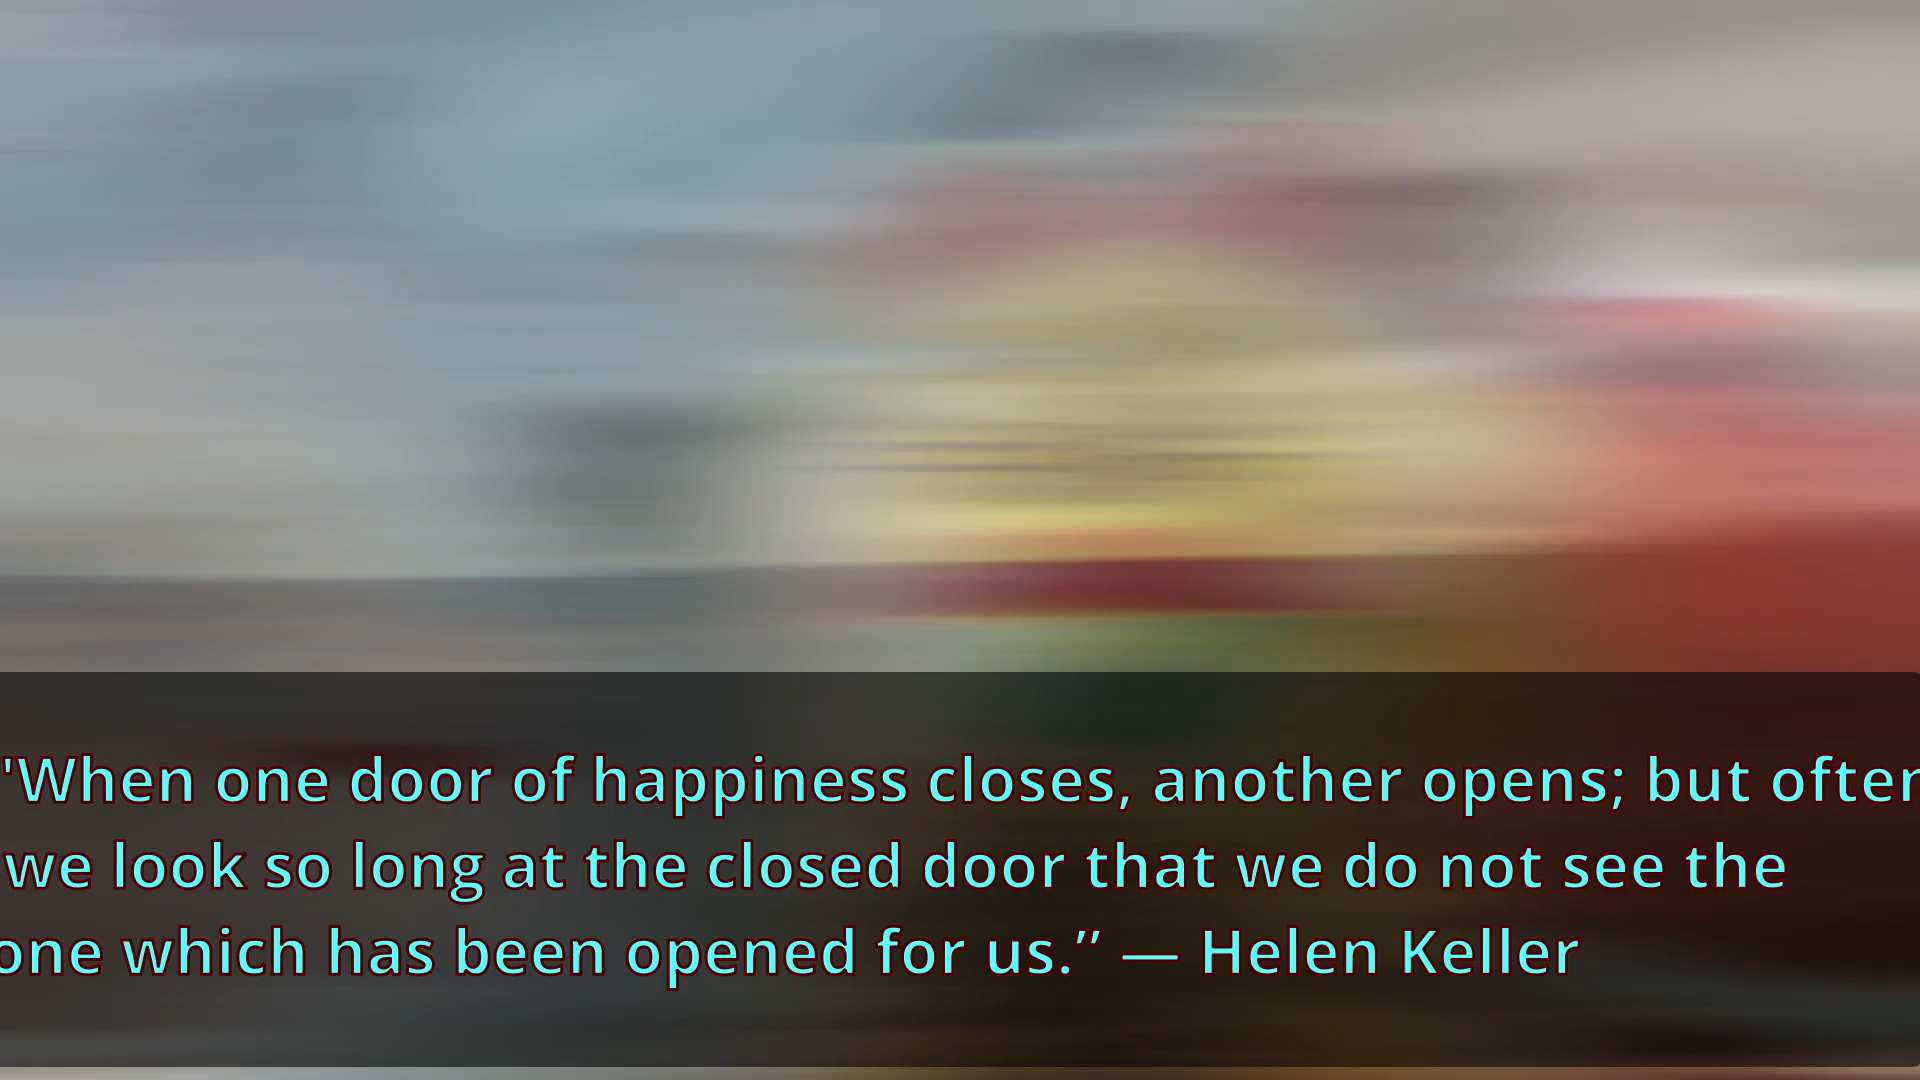 "When one door of happiness closes, another opens; but often
we look so long at the closed door that we do not see the
one which has been opened for us.” — Helen Keller